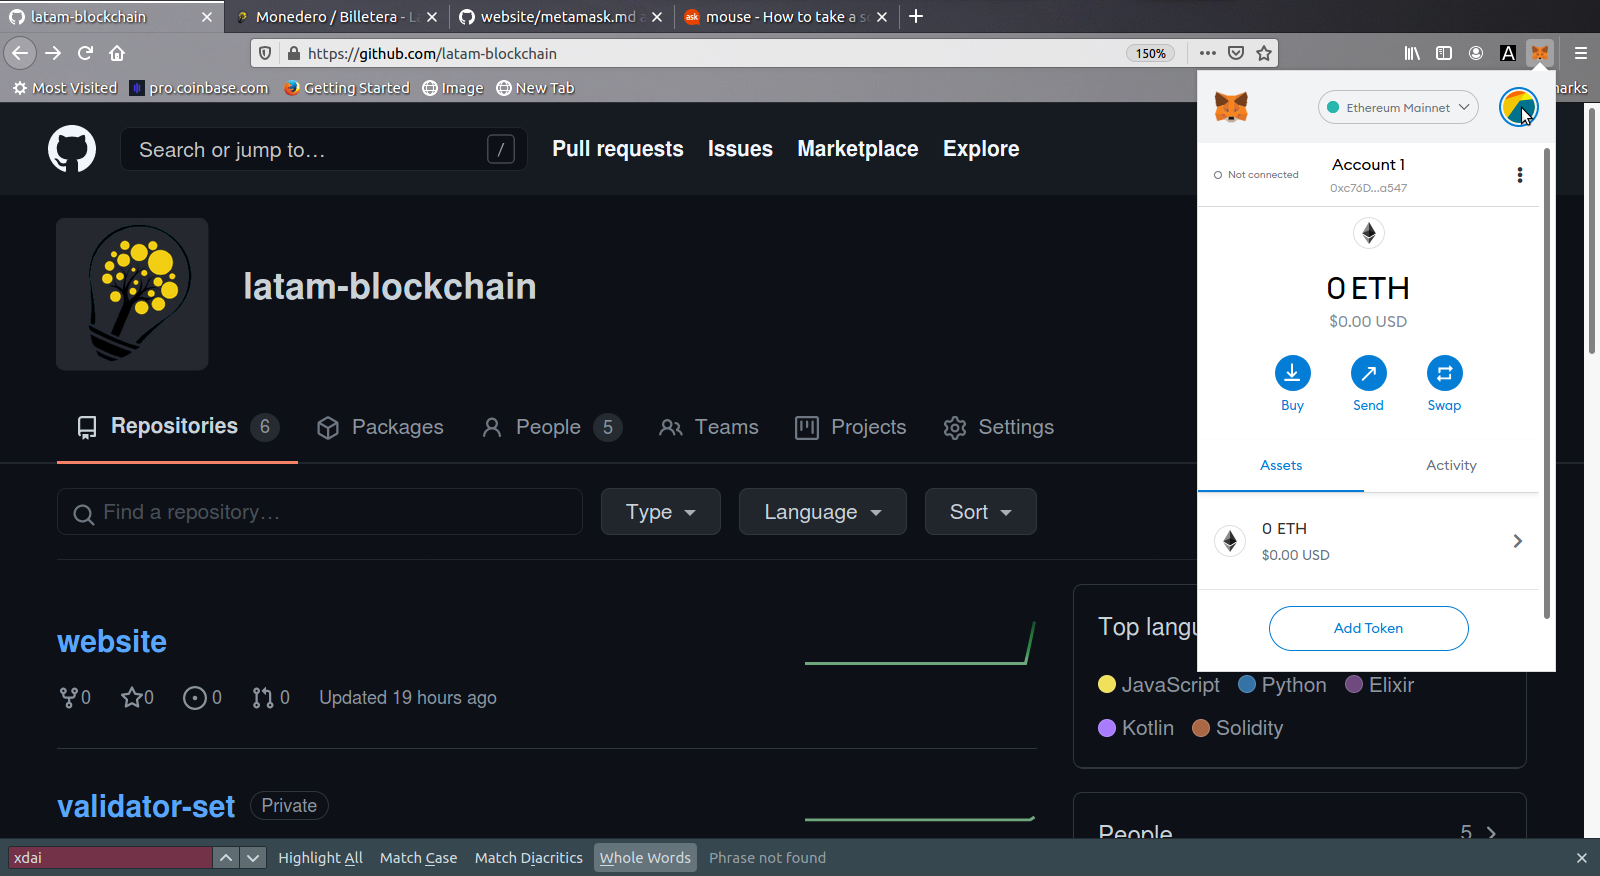 latam-blockchain
Monedero / Billetera - L
website/metamask.md a
ask mouse - How to take a s
https://github.com/latam-blockchain
150%
Most Visited
pro.coinbase.com
Getting Started
Image
New Tab
Search or jump to…
/
Pull requests
Issues
Marketplace
Explore
latam-blockchain
Repositories 6
Packages
People 5
Teams
Projects
Settings
Find a repository…
Type
Language
Sort
website
0
0
0
0
Updated 19 hours ago
validator-set
Private
Top langu
JavaScript
Python
Elixir
Kotlin
Solidity
People
5
Ethereum Mainnet
Not connected
Account 1
0xc76D...a547
0 ETH
$0.00 USD
Buy
Send
Swap
Assets
Activity
0 ETH
$0.00 USD
Add Token
xdai
Highlight All
Match Case
Match Diacritics
Whole Words
Phrase not found